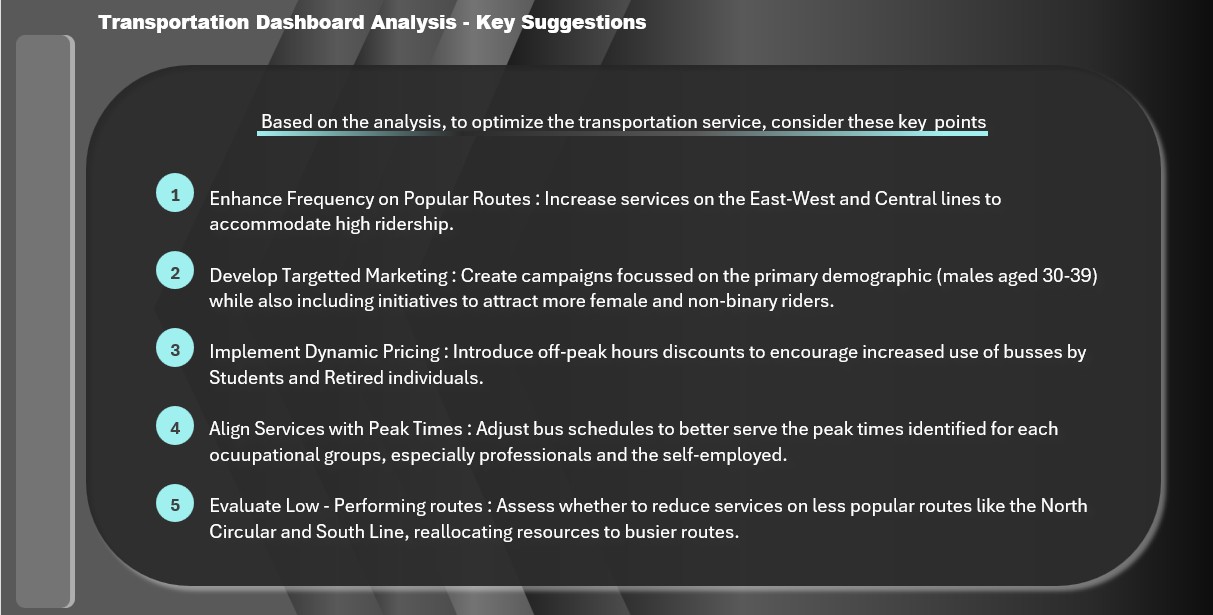 Transportation Dashboard Analysis - Key Suggestions
Based on the analysis, to optimize the transportation service, consider these key points
1
Enhance Frequency on Popular Routes : Increase services on the East-West and Central lines to
accommodate high ridership.
2
Develop Targetted Marketing : Create campaigns focussed on the primary demographic (males aged 30-39)
while also including initiatives to attract more female and non-binary riders.
3
Implement Dynamic Pricing : Introduce off-peak hours discounts to encourage increased use of busses by
Students and Retired individuals.
4
Align Services with Peak Times : Adjust bus schedules to better serve the peak times identified for each
ocuupational groups, especially professionals and the self-employed.
5
Evaluate Low - Performing routes : Assess whether to reduce services on less popular routes like the North
Circular and South Line, reallocating resources to busier routes.